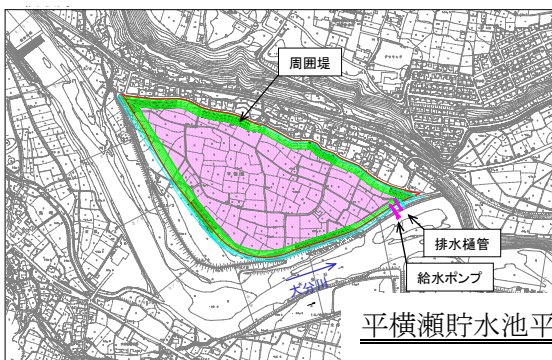 周囲堤
排水樋管
給水ポンプ
大分川
平横瀬貯水池平